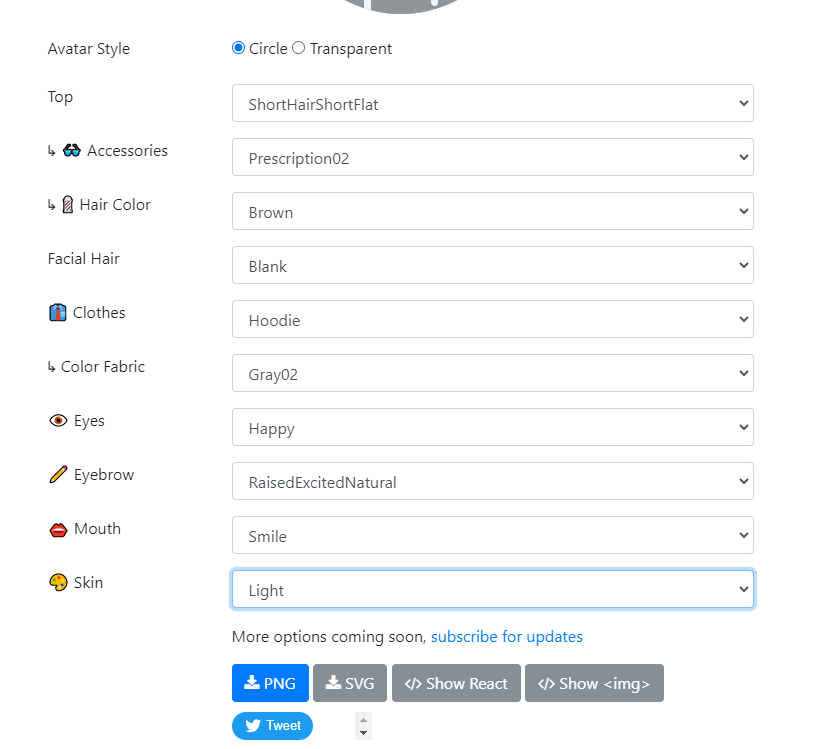 Avatar Style Circle Transparent
Top ShortHairShortFlat
↳ Accessories Prescription02
↳ Hair Color Brown
Facial Hair Blank
Clothes Hoodie
↳ Color Fabric Gray02
Eyes Happy
Eyebrow RaisedExcitedNatural
Mouth Smile
Skin Light
More options coming soon, subscribe for updates
PNG SVG </> Show React </> Show <img>
Tweet